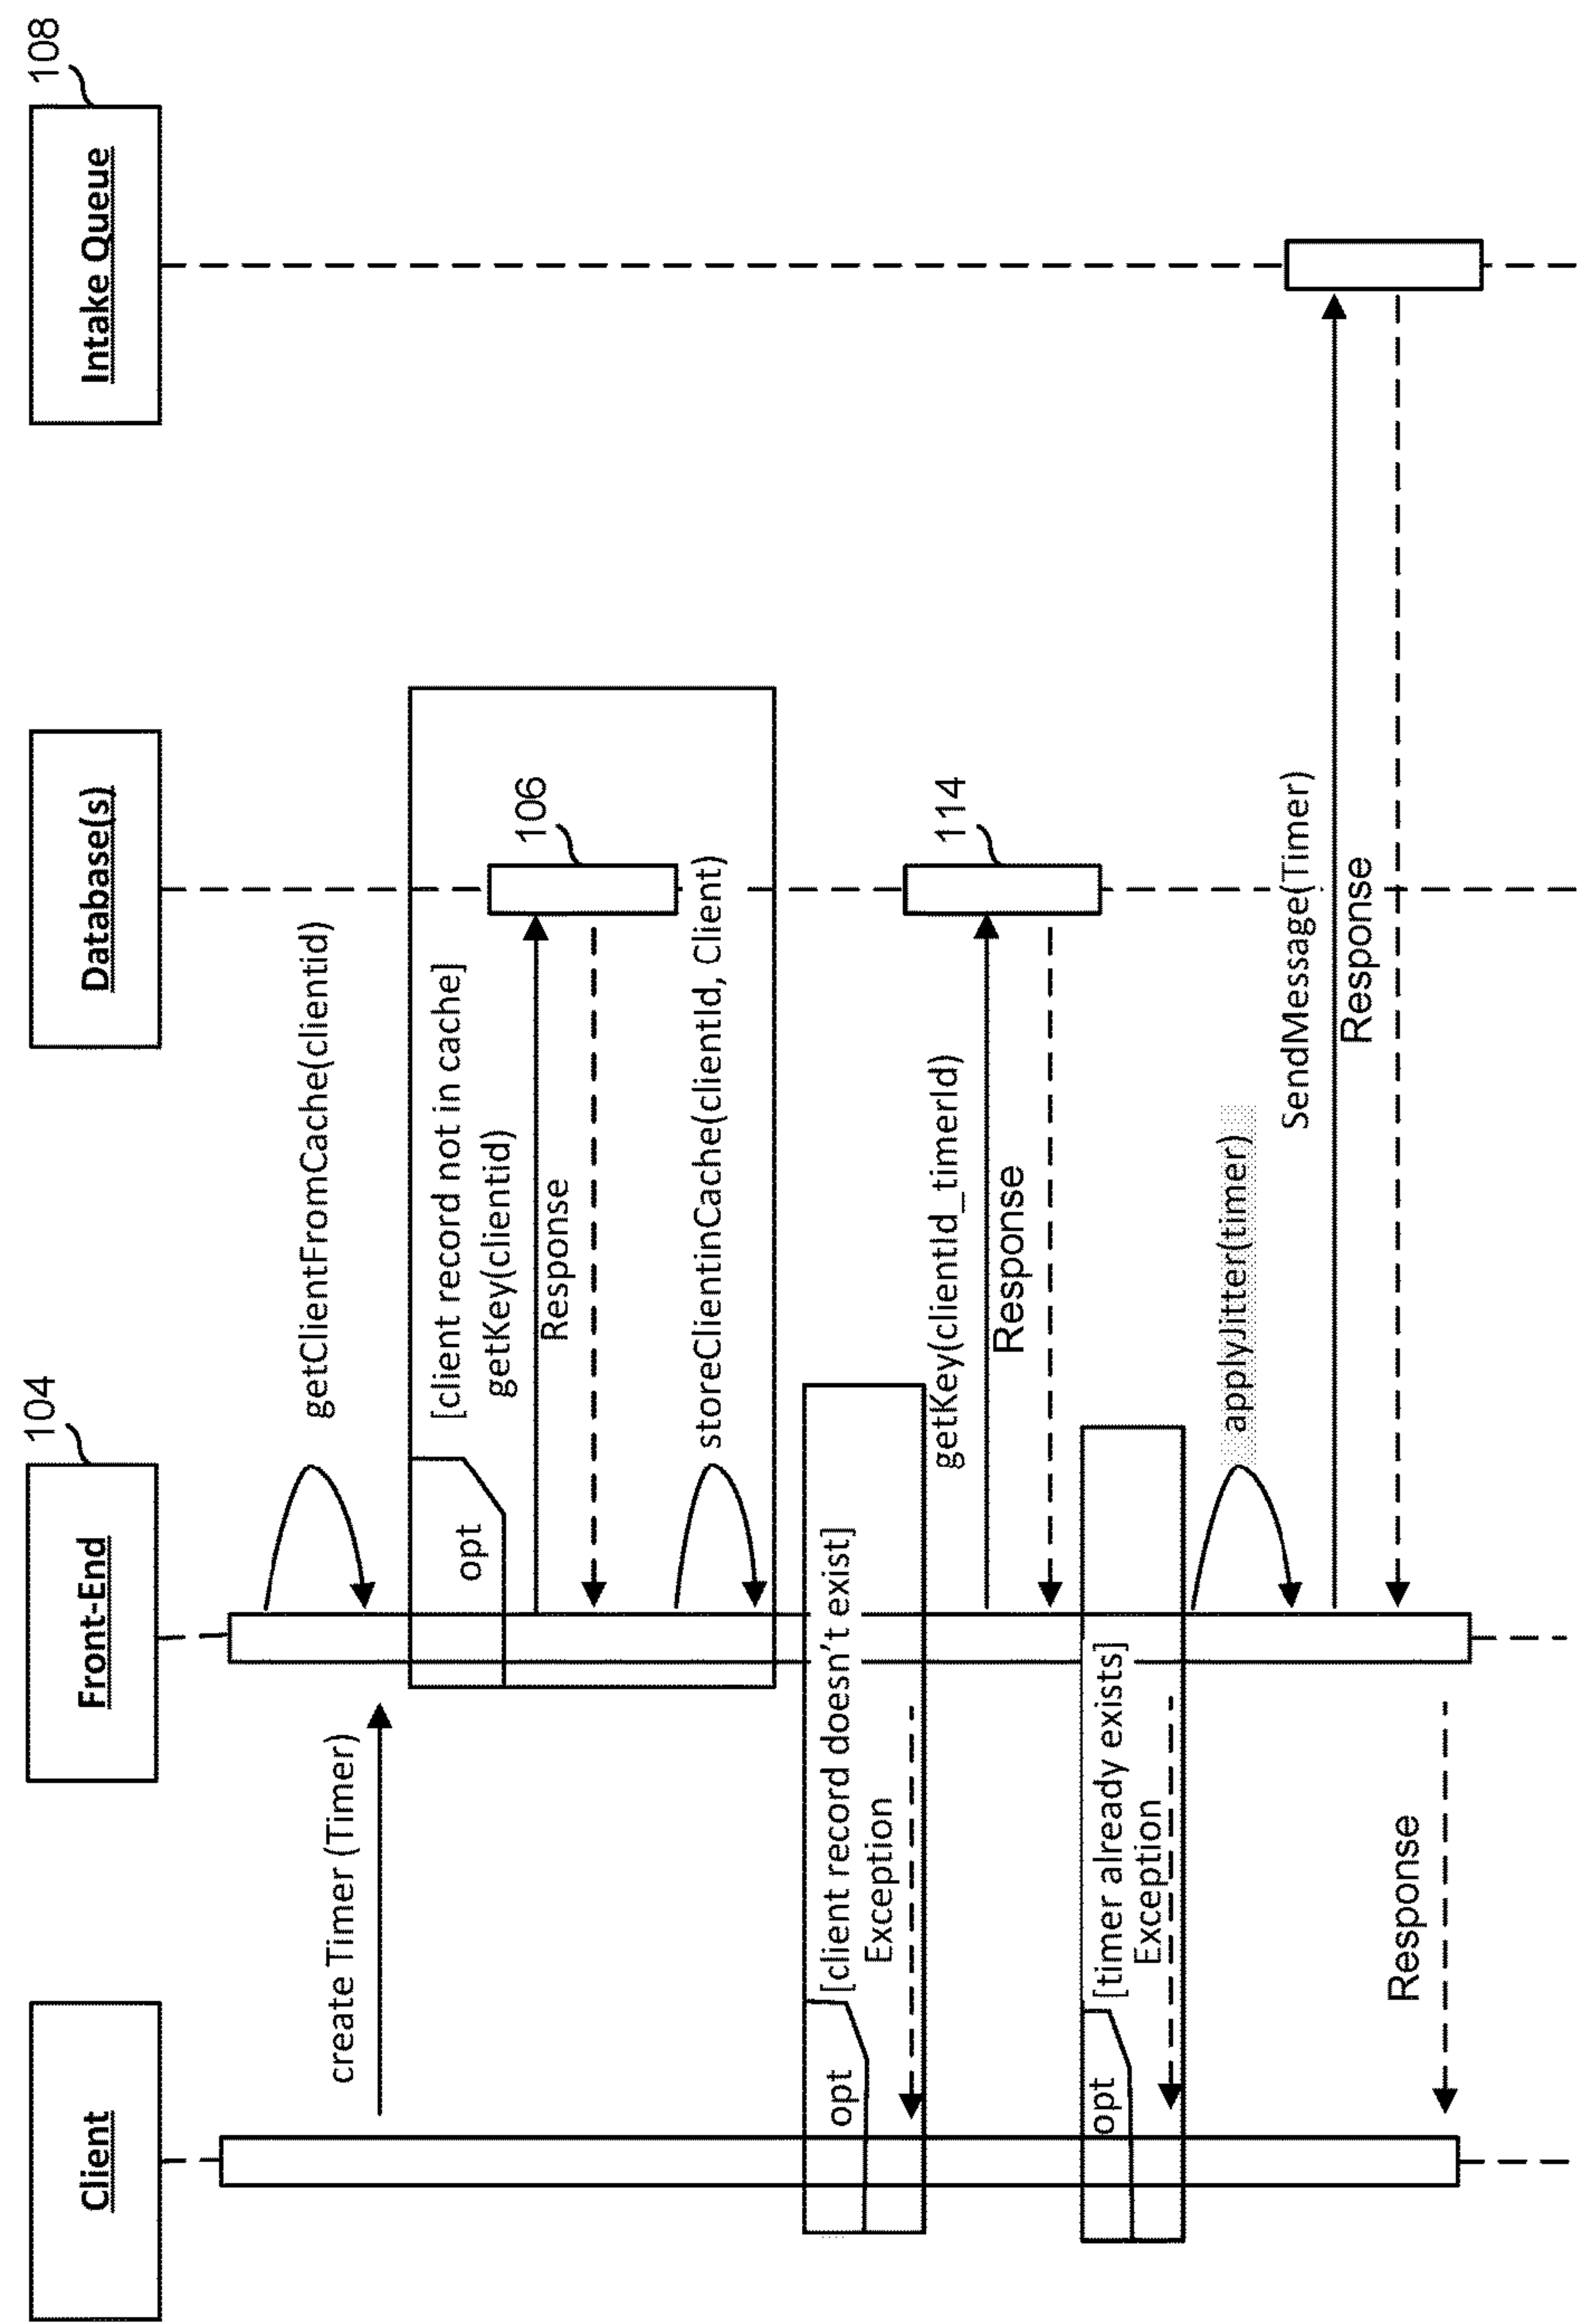 Client
Front-End
104
Database(s)
Intake Queue
108
create Timer (Timer)
getClientFromCache(clientid)
opt
[client record not in cache]
getKey(clientid)
106
Response
storeClientinCache(clientId, Client)
opt
[client record doesn't exist]
Exception
getKey(clientId_timerId)
114
Response
opt
[timer already exists]
Exception
applyJitter(timer)
SendMessage(Timer)
Response
Response